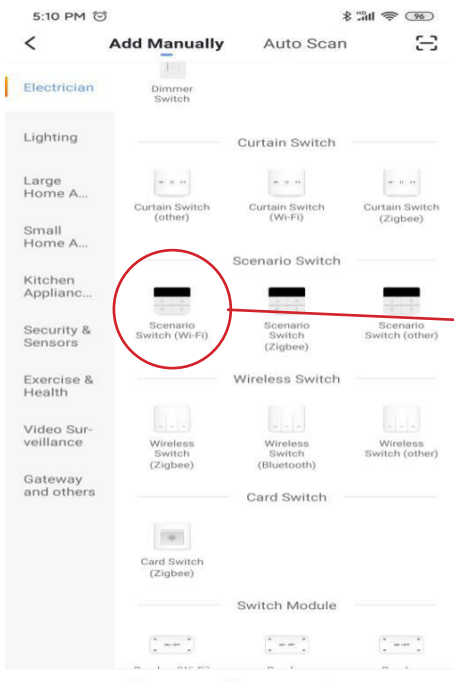 5:10 PM
96
Add Manually Auto Scan
Electrician
Lighting
Large
Home A...
Small
Home A...
Kitchen
Applianc...
Security &
Sensors
Exercise &
Health
Video Sur-
veillance
Gateway
and others
Dimmer
Switch
Curtain Switch
Curtain Switch
(other)
Curtain Switch
(Wi-Fi)
Curtain Switch
(Zigbee)
Scenario Switch
Scenario
Switch (Wi-Fi)
Scenario
Switch
(Zigbee)
Scenario
Switch (other)
Wireless Switch
Wireless
Switch
(Zigbee)
Wireless
Switch
(Bluetooth)
Wireless
Switch (other)
Card Switch
Card Switch
(Zigbee)
Switch Module